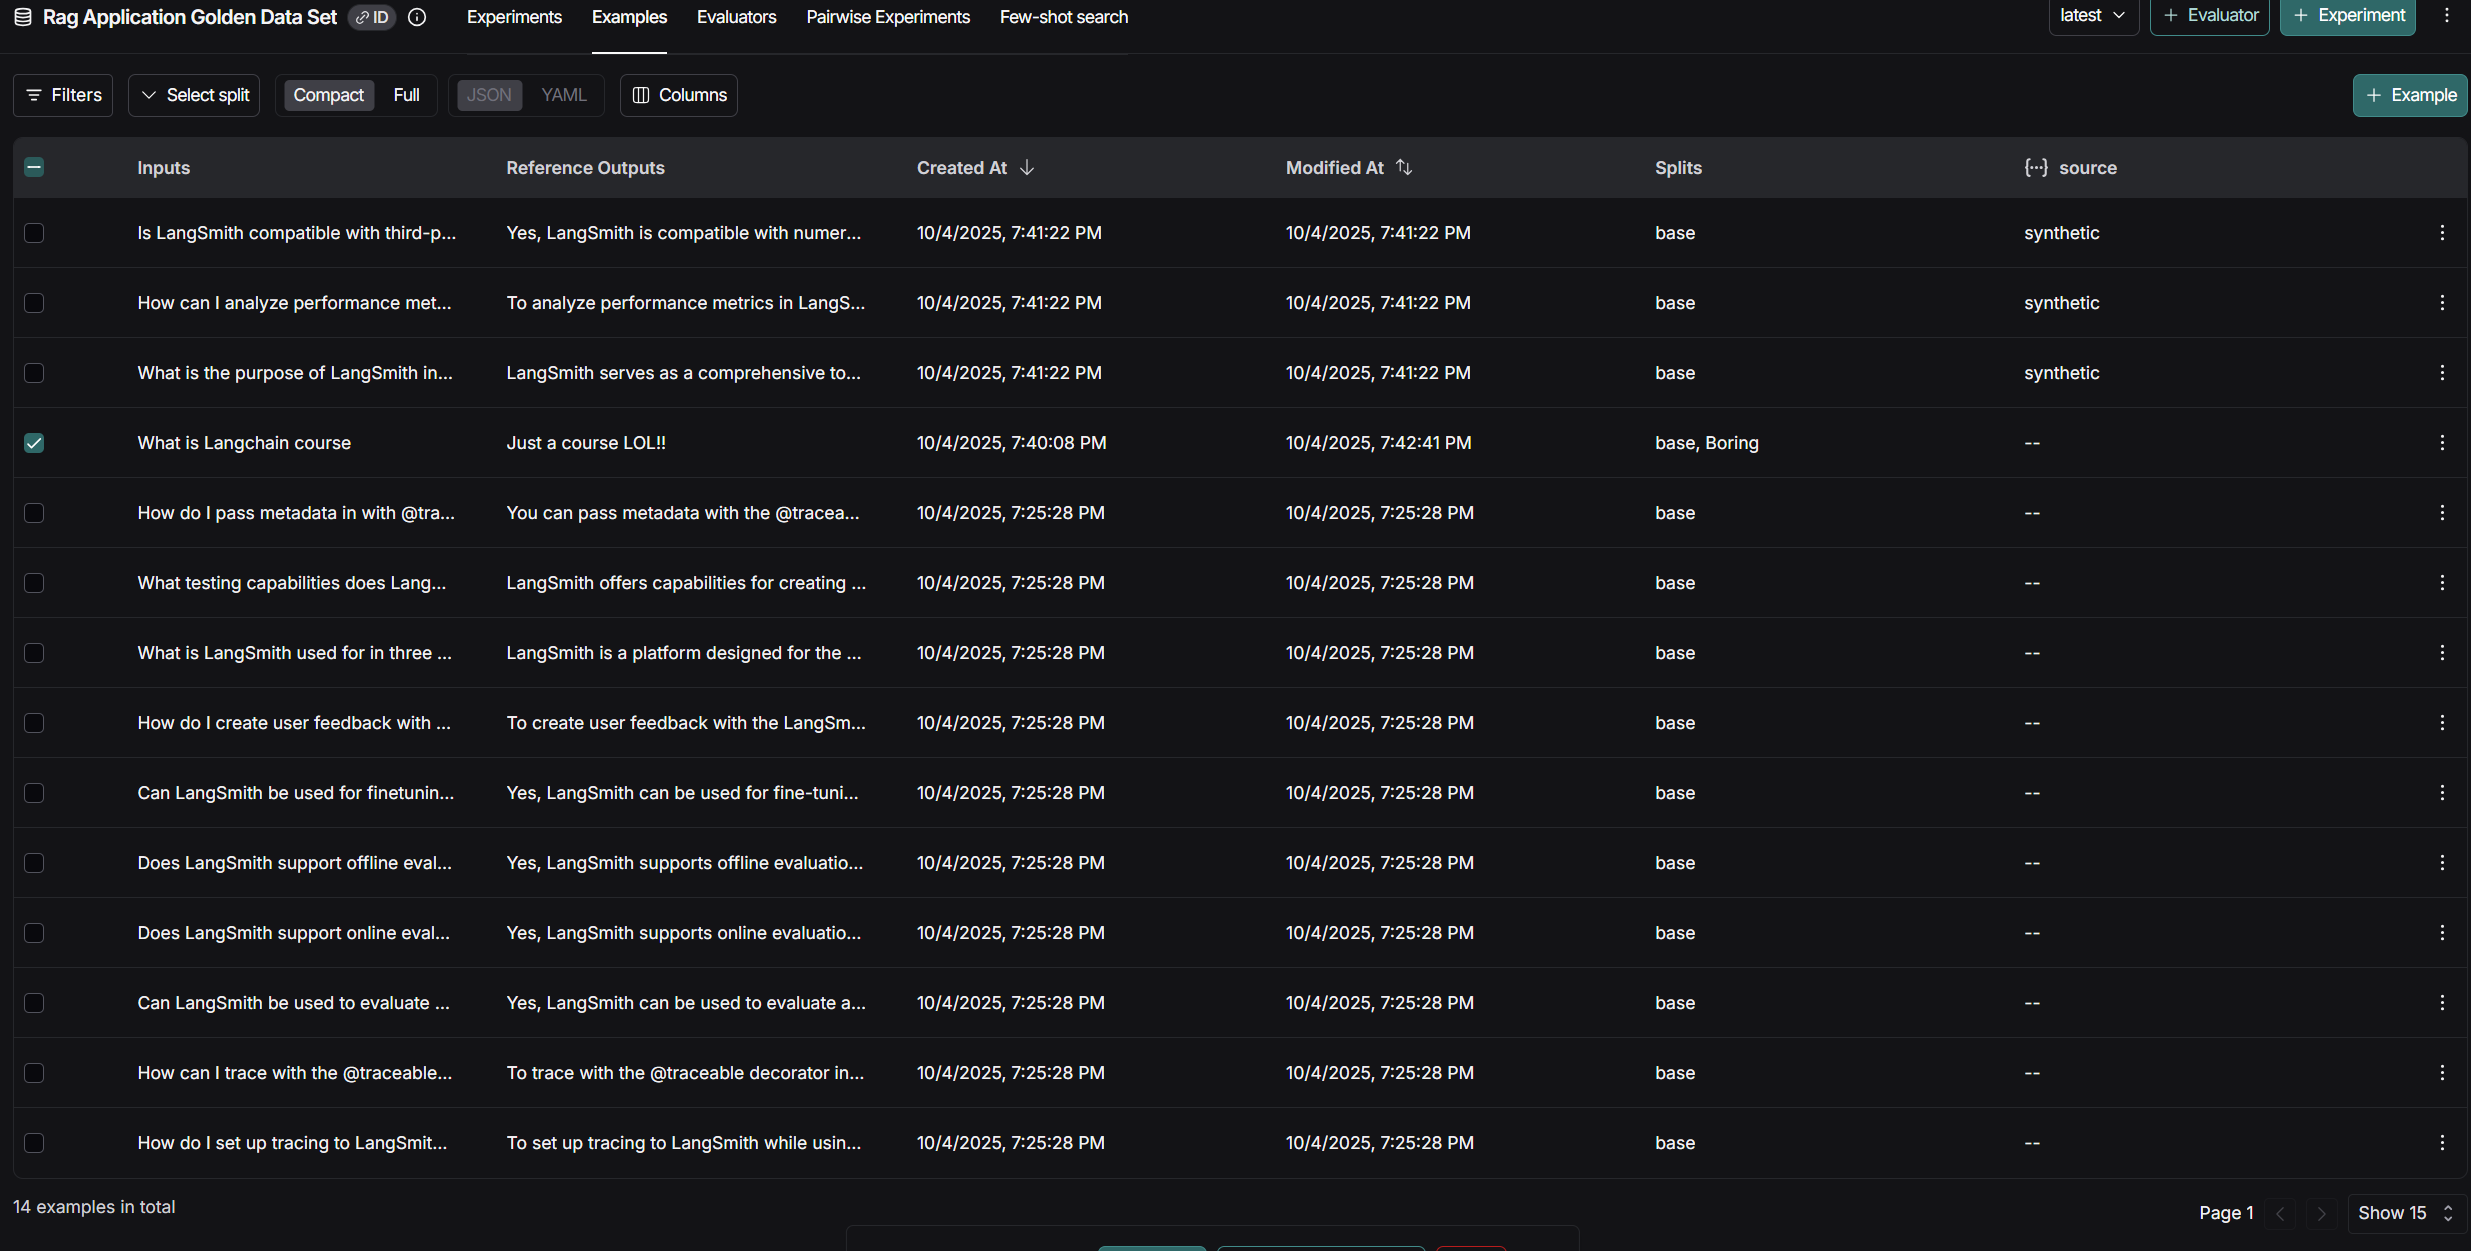 Rag Application Golden Data Set ID Experiments Examples Evaluators Pairwise Experiments Few-shot search latest + Evaluator + Experiment
Filters Select split Compact Full JSON YAML Columns + Example
Inputs Reference Outputs Created At Modified At Splits {...} source
Is LangSmith compatible with third-p... Yes, LangSmith is compatible with numer... 10/4/2025, 7:41:22 PM 10/4/2025, 7:41:22 PM base synthetic
How can I analyze performance met... To analyze performance metrics in LangS... 10/4/2025, 7:41:22 PM 10/4/2025, 7:41:22 PM base synthetic
What is the purpose of LangSmith in... LangSmith serves as a comprehensive to... 10/4/2025, 7:41:22 PM 10/4/2025, 7:41:22 PM base synthetic
What is Langchain course Just a course LOL!! 10/4/2025, 7:40:08 PM 10/4/2025, 7:42:41 PM base, Boring --
How do I pass metadata in with @tra... You can pass metadata with the @tracea... 10/4/2025, 7:25:28 PM 10/4/2025, 7:25:28 PM base --
What testing capabilities does Lang... LangSmith offers capabilities for creating ... 10/4/2025, 7:25:28 PM 10/4/2025, 7:25:28 PM base --
What is LangSmith used for in three ... LangSmith is a platform designed for the ... 10/4/2025, 7:25:28 PM 10/4/2025, 7:25:28 PM base --
How do I create user feedback with ... To create user feedback with the LangSm... 10/4/2025, 7:25:28 PM 10/4/2025, 7:25:28 PM base --
Can LangSmith be used for finetunin... Yes, LangSmith can be used for fine-tuni... 10/4/2025, 7:25:28 PM 10/4/2025, 7:25:28 PM base --
Does LangSmith support offline eval... Yes, LangSmith supports offline evaluatio... 10/4/2025, 7:25:28 PM 10/4/2025, 7:25:28 PM base --
Does LangSmith support online eval... Yes, LangSmith supports online evaluatio... 10/4/2025, 7:25:28 PM 10/4/2025, 7:25:28 PM base --
Can LangSmith be used to evaluate ... Yes, LangSmith can be used to evaluate a... 10/4/2025, 7:25:28 PM 10/4/2025, 7:25:28 PM base --
How can I trace with the @traceable... To trace with the @traceable decorator in... 10/4/2025, 7:25:28 PM 10/4/2025, 7:25:28 PM base --
How do I set up tracing to LangSmit... To set up tracing to LangSmith while usin... 10/4/2025, 7:25:28 PM 10/4/2025, 7:25:28 PM base --
14 examples in total Page 1 Show 15